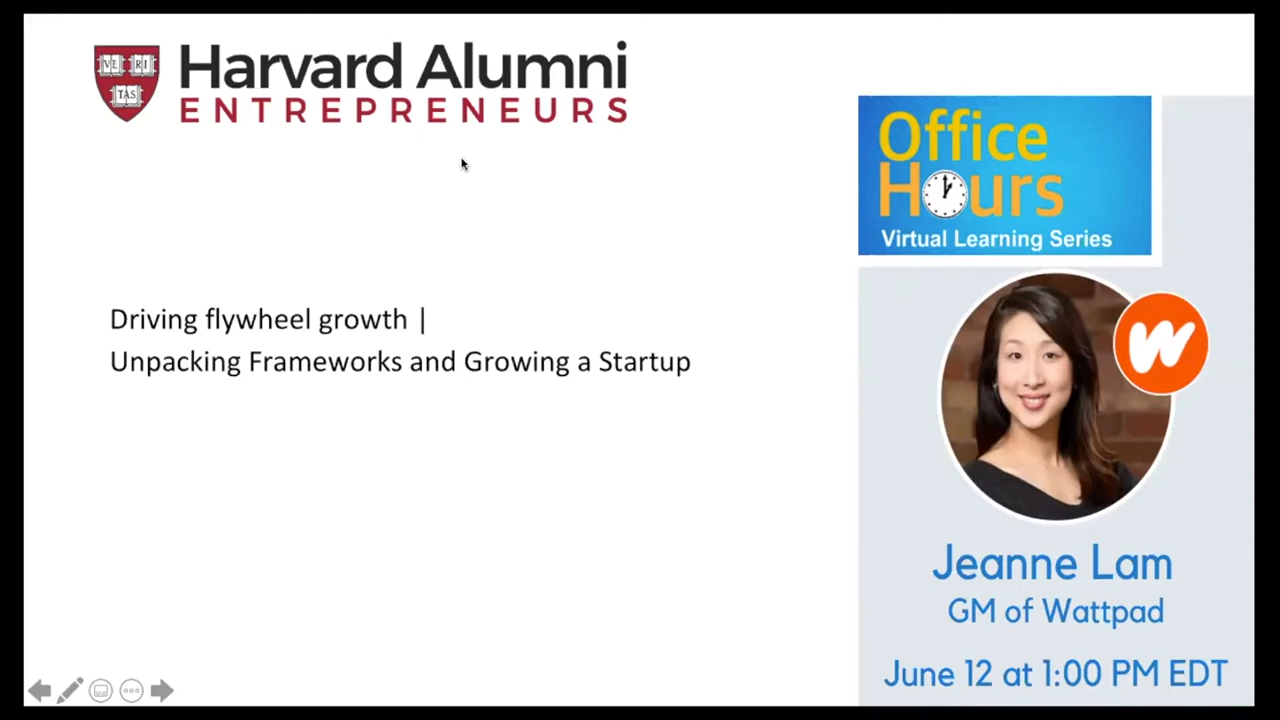 VE RI
TAS
Harvard Alumni
ENTREPRENEURS
Office
Hours
Virtual Learning Series
Driving flywheel growth |
Unpacking Frameworks and Growing a Startup
W
Jeanne Lam
GM of Wattpad
June 12 at 1:00 PM EDT